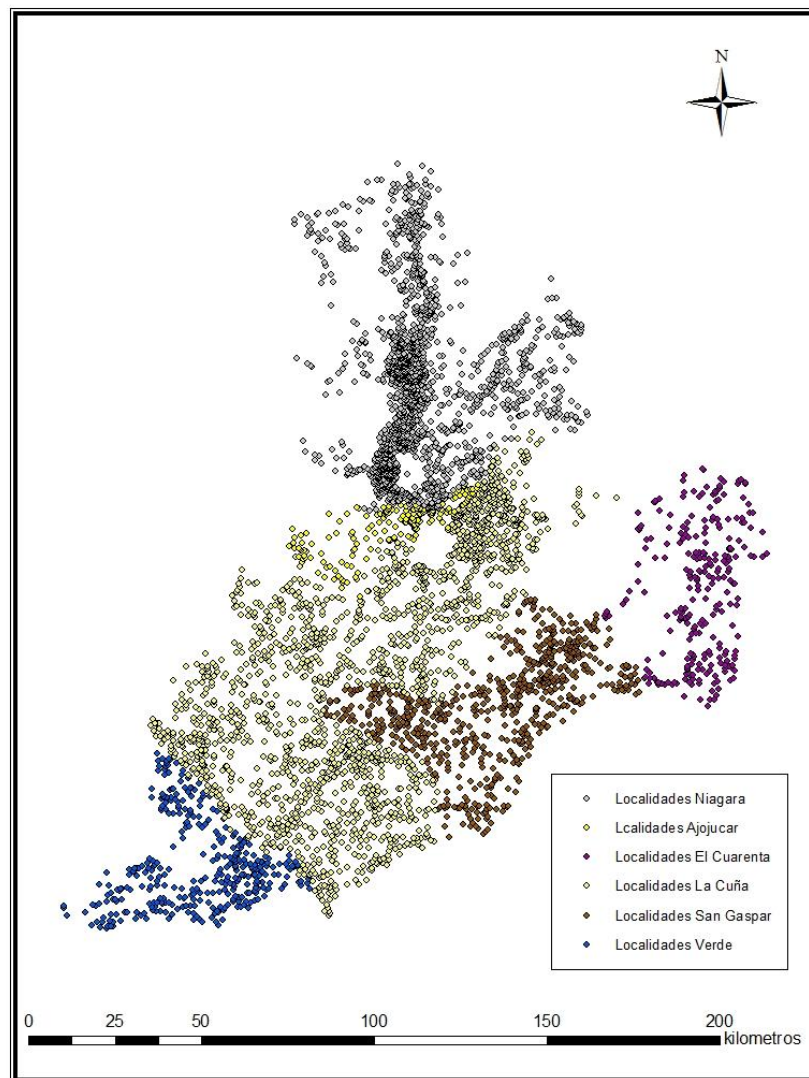 N
Localidades Niagara
Lcalidades Ajojucar
Localidades El Cuarenta
Localidades La Cuña
Localidades San Gaspar
Localidades Verde
0 25 50 100 150 200
kilometros